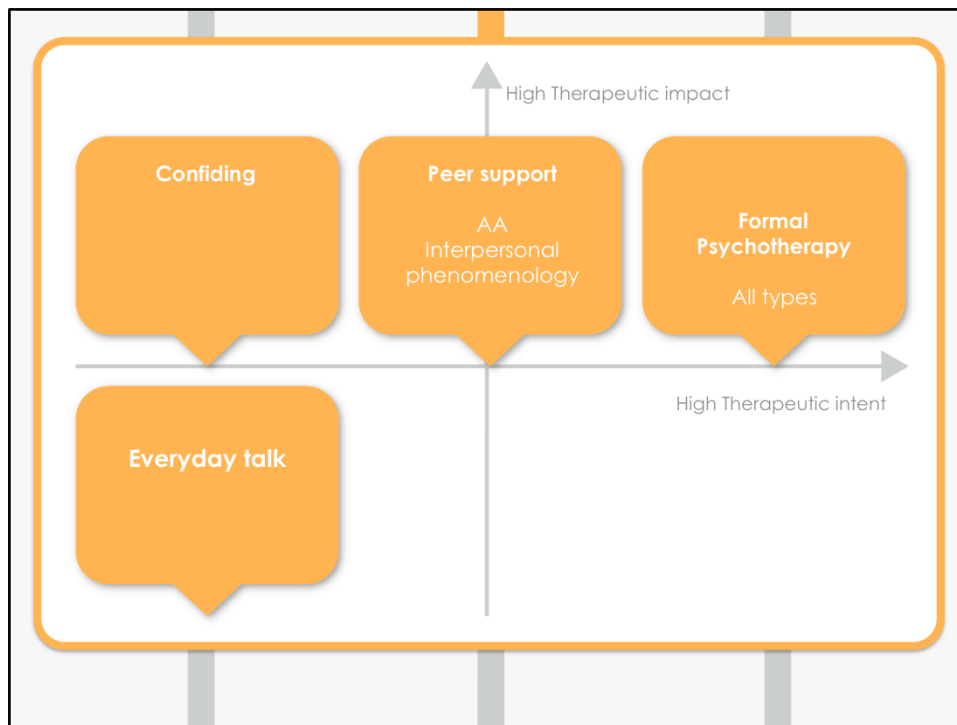 High Therapeutic impact
Confiding
Peer support
AA
Interpersonal
phenomenology
Formal
Psychotherapy
All types
High Therapeutic intent
Everyday talk